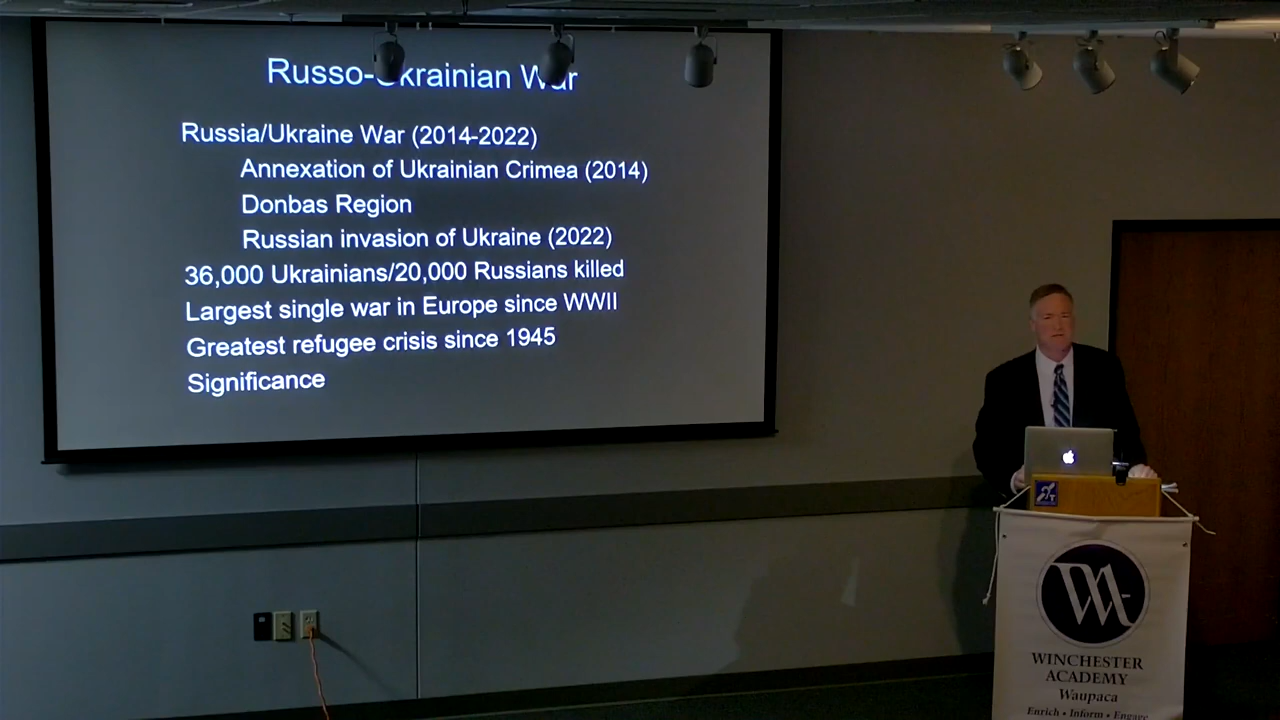 Russo-Ukrainian War
Russia/Ukraine War (2014-2022)
Annexation of Ukrainian Crimea (2014)
Donbas Region
Russian invasion of Ukraine (2022)
36,000 Ukrainians/20,000 Russians killed
Largest single war in Europe since WWII
Greatest refugee crisis since 1945
Significance
WA
WINCHESTER
ACADEMY
Waupaca
Enrich • Inform • Engage